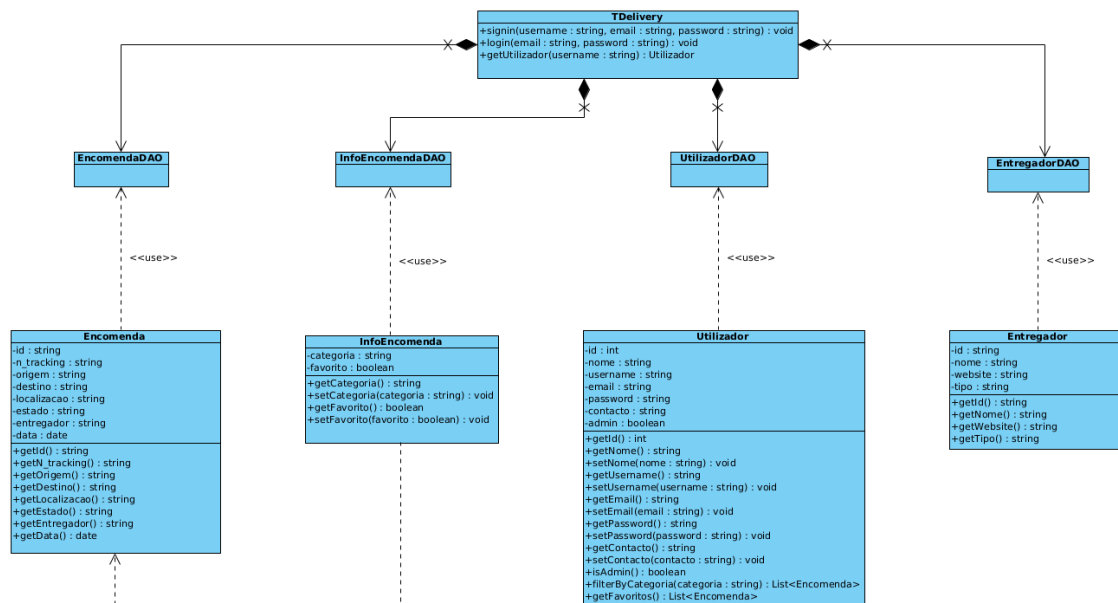 TDelivery
+signin(username : string, email : string, password : string) : void
+login(email : string, password : string) : void
+getUtilizador(username : string) : Utilizador
EncomendaDAO
InfoEncomendaDAO
UtilizadorDAO
EntregadorDAO
<<use>>
<<use>>
<<use>>
<<use>>
Encomenda
-id : string
-n_tracking : string
-origem : string
-destino : string
-localizacao : string
-estado : string
-entregador : string
-data : date
+getId() : string
+getN_tracking() : string
+getOrigem() : string
+getDestino() : string
+getLocalizacao() : string
+getEstado() : string
+getEntregador() : string
+getData() : date
InfoEncomenda
-categoria : string
-favorito : boolean
+getCategoria() : string
+setCategoria(categoria : string) : void
+getFavorito() : boolean
+setFavorito(favorito : boolean) : void
Utilizador
-id : int
-nome : string
-username : string
-email : string
-password : string
-contacto : string
-admin : boolean
+getId() : int
+getNome() : string
+setNome(nome : string) : void
+getUsername() : string
+setUsername(username : string) : void
+getEmail() : string
+setEmail(email : string) : void
+getPassword() : string
+setPassword(password : string) : void
+getContacto() : string
+setContacto(contacto : string) : void
+isAdmin() : boolean
+filterByCategoria(categoria : string) : List<Encomenda>
+getFavoritos() : List<Encomenda>
Entregador
-id : string
-nome : string
-website : string
-tipo : string
+getId() : string
+getNome() : string
+getWebsite() : string
+getTipo() : string